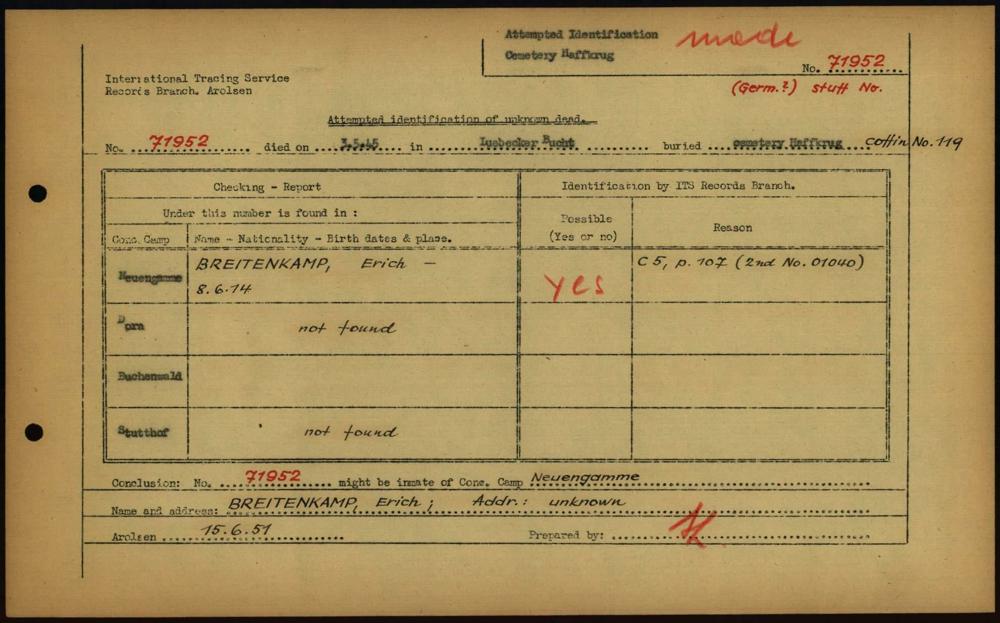 Attempted Identification
made
Cemetery Haffkrug
No. 71952
(Germ.?) stuff No.
International Tracing Service
Records Branch. Arolsen
Attempted identification of unknown dead.
No. 71952 died on 3.5.45 in Luebecker Bucht buried cemetery Haffkrug coffin No. 119
Checking - Report
Identification by ITS Records Branch.
Under this number is found in :
Possible
(Yes or no)
Reason
Conc. Camp
Name - Nationality - Birth dates & place.
Neuengamme
BREITENKAMP, Erich —
8.6.14
yes
C 5, p. 107 (2nd No. 01040)
Dora
not found
Buchenwald
Stutthof
not found
Conclusion: No. 71952 might be inmate of Conc. Camp Neuengamme
Name and address: BREITENKAMP, Erich ; Addr.: unknown
Arolsen 15.6.51
Prepared by: